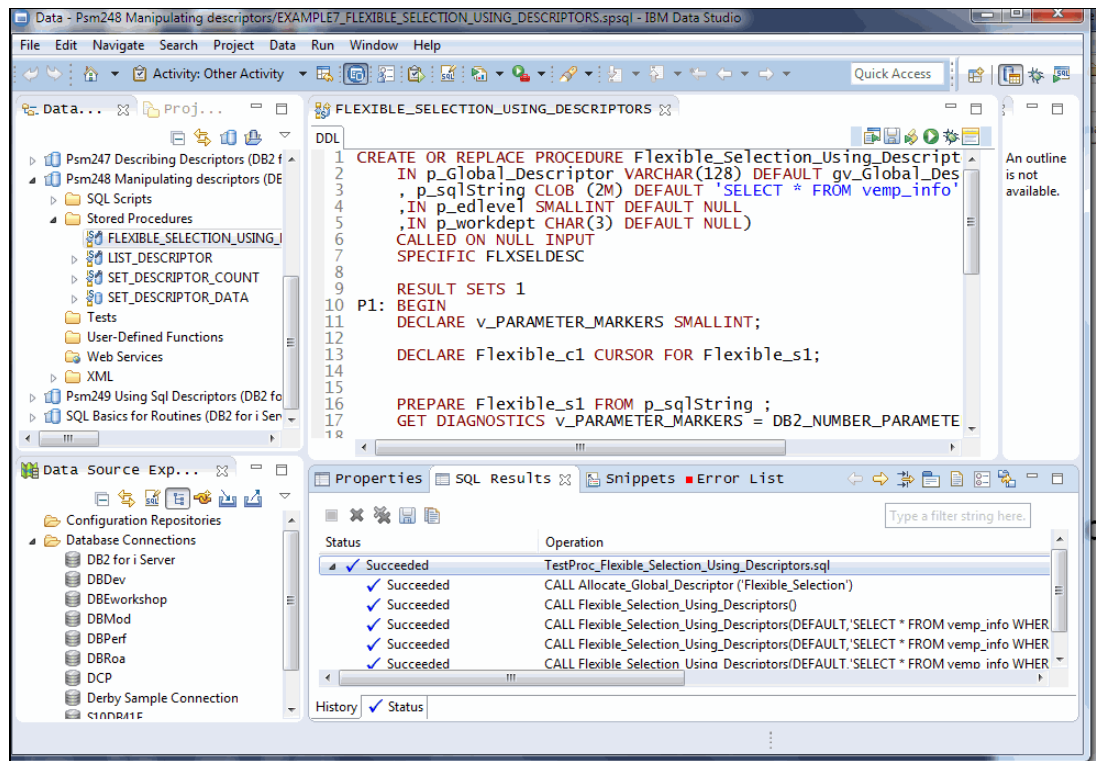 Data - Psm248 Manipulating descriptors/EXAMPLE7_FLEXIBLE_SELECTION_USING_DESCRIPTORS.spsql - IBM Data Studio
File Edit Navigate Search Project Data Run Window Help
Activity: Other Activity
Quick Access
Data... Proj...
Psm247 Describing Descriptors (DB2 f
Psm248 Manipulating descriptors (DE
SQL Scripts
Stored Procedures
FLEXIBLE_SELECTION_USING_
LIST_DESCRIPTOR
SET_DESCRIPTOR_COUNT
SET_DESCRIPTOR_DATA
Tests
User-Defined Functions
Web Services
XML
Psm249 Using Sql Descriptors (DB2 fo
SQL Basics for Routines (DB2 for i Ser
FLEXIBLE_SELECTION_USING_DESCRIPTORS
DDL
1 CREATE OR REPLACE PROCEDURE Flexible_Selection_Using_Descript
2 IN p_Global_Descriptor VARCHAR(128) DEFAULT gv_Global_Des
3 , p_sqlString CLOB (2M) DEFAULT 'SELECT * FROM vemp_info'
4 ,IN p_edlevel SMALLINT DEFAULT NULL
5 ,IN p_workdept CHAR(3) DEFAULT NULL)
6 CALLED ON NULL INPUT
7 SPECIFIC FLXSELDESC
8
9 RESULT SETS 1
10 P1: BEGIN
11 DECLARE v_PARAMETER_MARKERS SMALLINT;
12
13 DECLARE Flexible_c1 CURSOR FOR Flexible_s1;
14
15
16 PREPARE Flexible_s1 FROM p_sqlString ;
17 GET DIAGNOSTICS v_PARAMETER_MARKERS = DB2_NUMBER_PARAMETE
18
An outline
is not
available.
Data Source Exp...
Configuration Repositories
Database Connections
DB2 for i Server
DBDev
DBEworkshop
DBMod
DBPerf
DBRoa
DCP
Derby Sample Connection
S10DB41F
Properties SQL Results Snippets Error List
Type a filter string here.
Status Operation
Succeeded TestProc_Flexible_Selection_Using_Descriptors.sql
Succeeded CALL Allocate_Global_Descriptor ('Flexible_Selection')
Succeeded CALL Flexible_Selection_Using_Descriptors()
Succeeded CALL Flexible_Selection_Using_Descriptors(DEFAULT,'SELECT * FROM vemp_info WHER
Succeeded CALL Flexible_Selection_Using_Descriptors(DEFAULT,'SELECT * FROM vemp_info WHER
Succeeded CALL Flexible_Selection_Using_Descriptors(DEFAULT,'SELECT * FROM vemp_info WHER
History Status